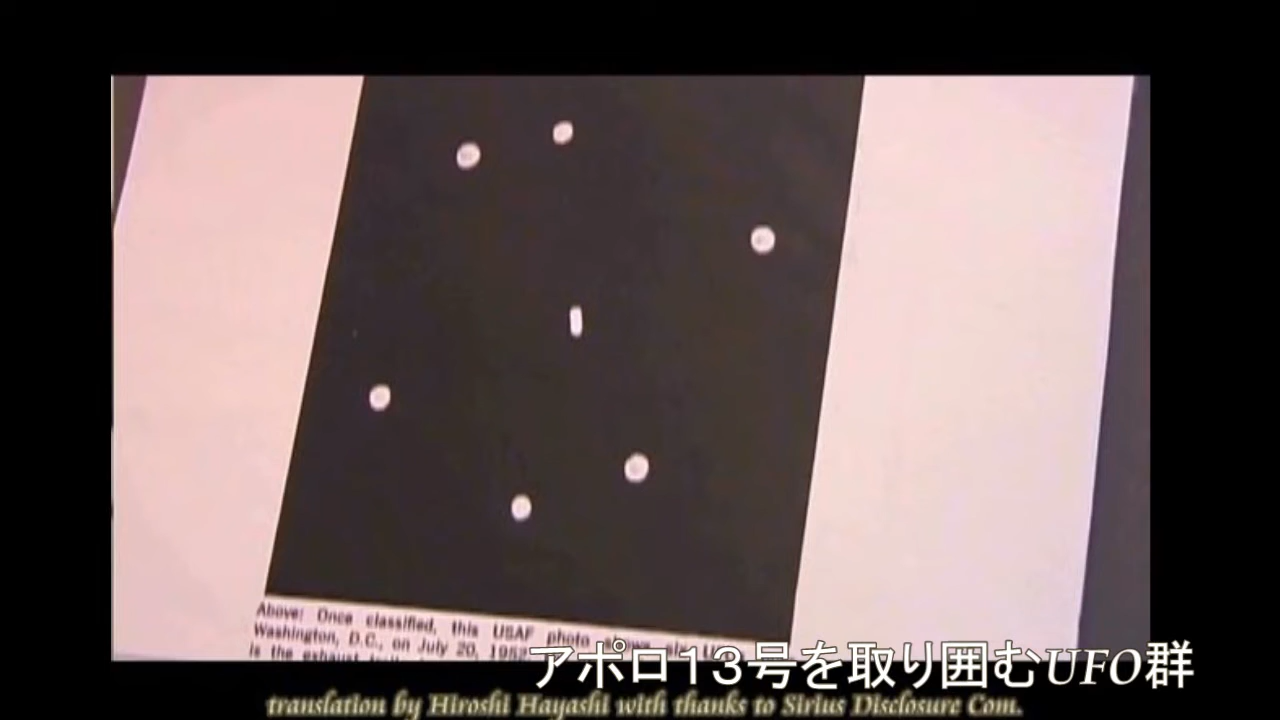 Above: Once classified, this USAF photo shows
Washington, D.C., on July 20, 1952
is the exhaust
アポロ１３号を取り囲むUFO群
translation by Hiroshi Hayashi with thanks to Sirius Disclosure Com.